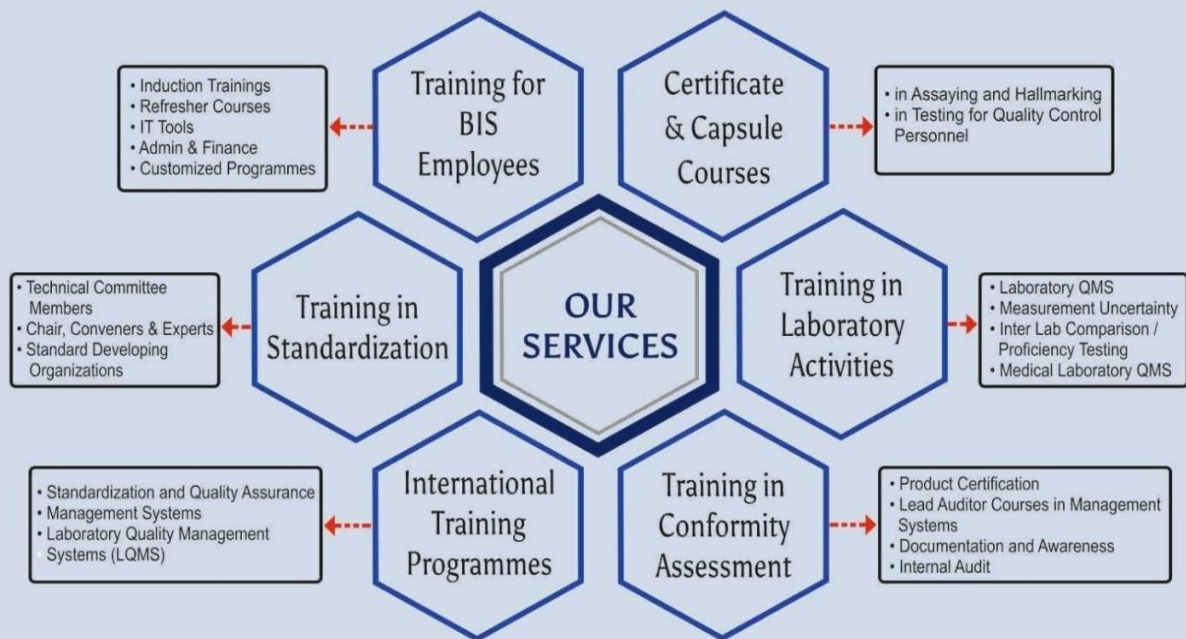 Training for
BIS
Employees
• Induction Trainings
• Refresher Courses
• IT Tools
• Admin & Finance
• Customized Programmes
Certificate
& Capsule
Courses
• in Assaying and Hallmarking
• in Testing for Quality Control
Personnel
Training in
Standardization
• Technical Committee
Members
• Chair, Conveners & Experts
• Standard Developing
Organizations
OUR
SERVICES
Training in
Laboratory
Activities
• Laboratory QMS
• Measurement Uncertainty
• Inter Lab Comparison /
Proficiency Testing
• Medical Laboratory QMS
International
Training
Programmes
• Standardization and Quality Assurance
• Management Systems
• Laboratory Quality Management
• Systems (LQMS)
Training in
Conformity
Assessment
• Product Certification
• Lead Auditor Courses in Management
Systems
• Documentation and Awareness
• Internal Audit